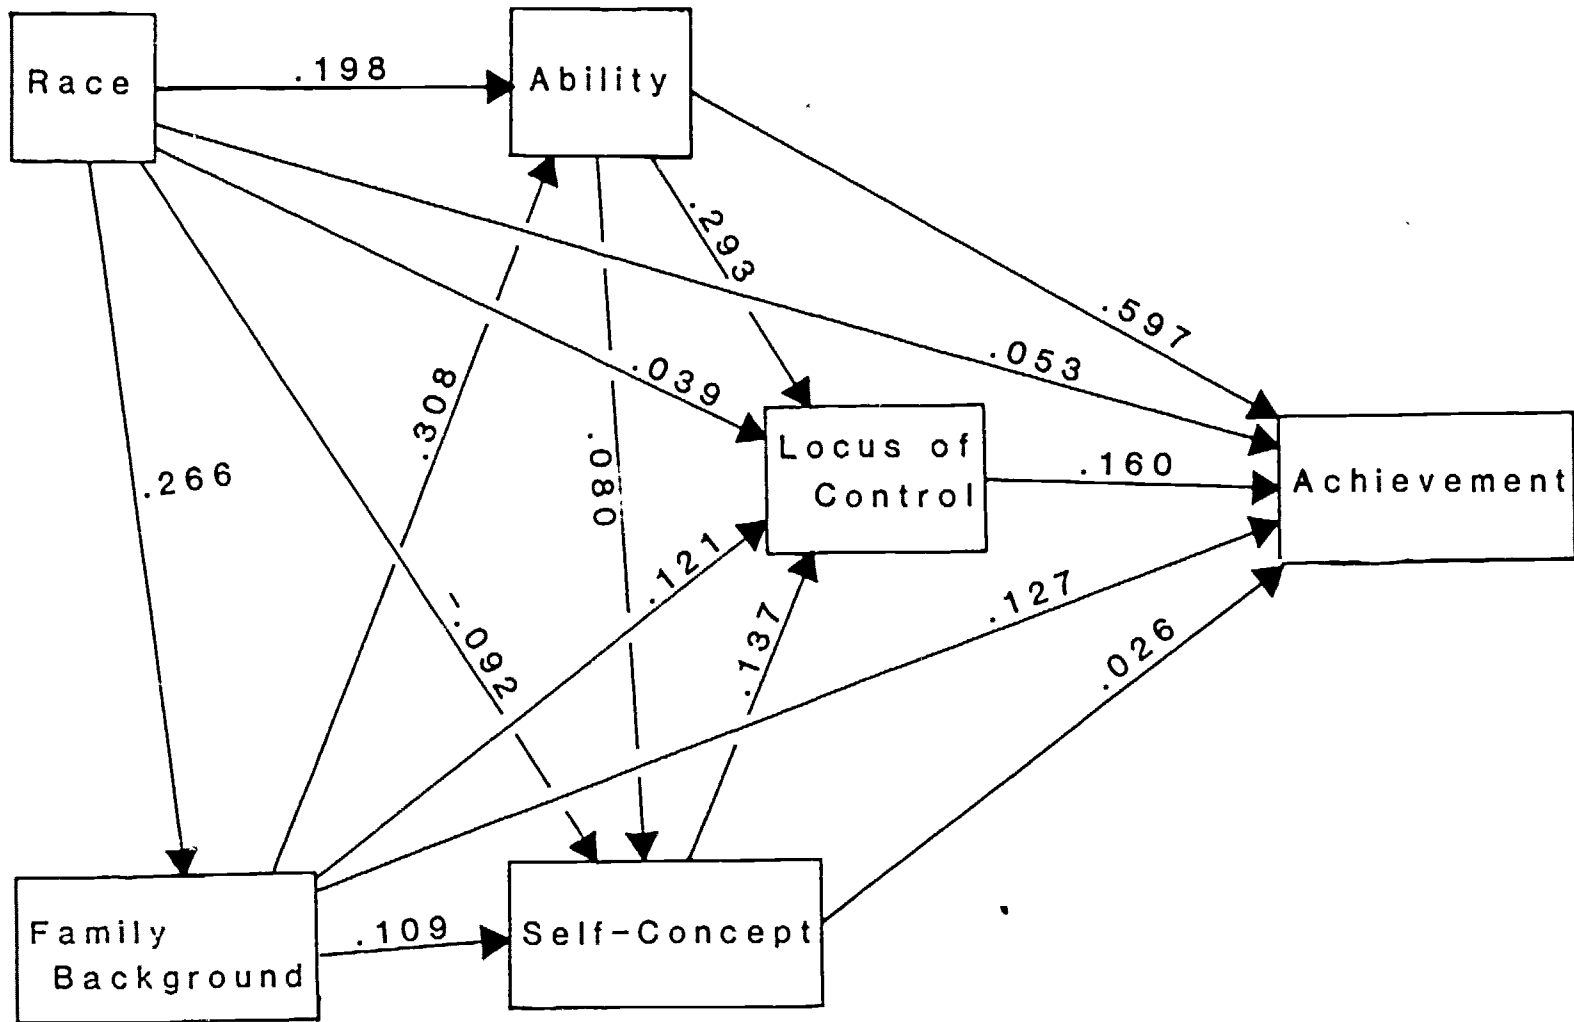 Race
.198
Ability
.293
.597
.053
.039
.308
.080
.266
Locus of
Control
.160
Achievement
.121
-.092
.137
.127
.026
Family
Background
.109
Self-Concept